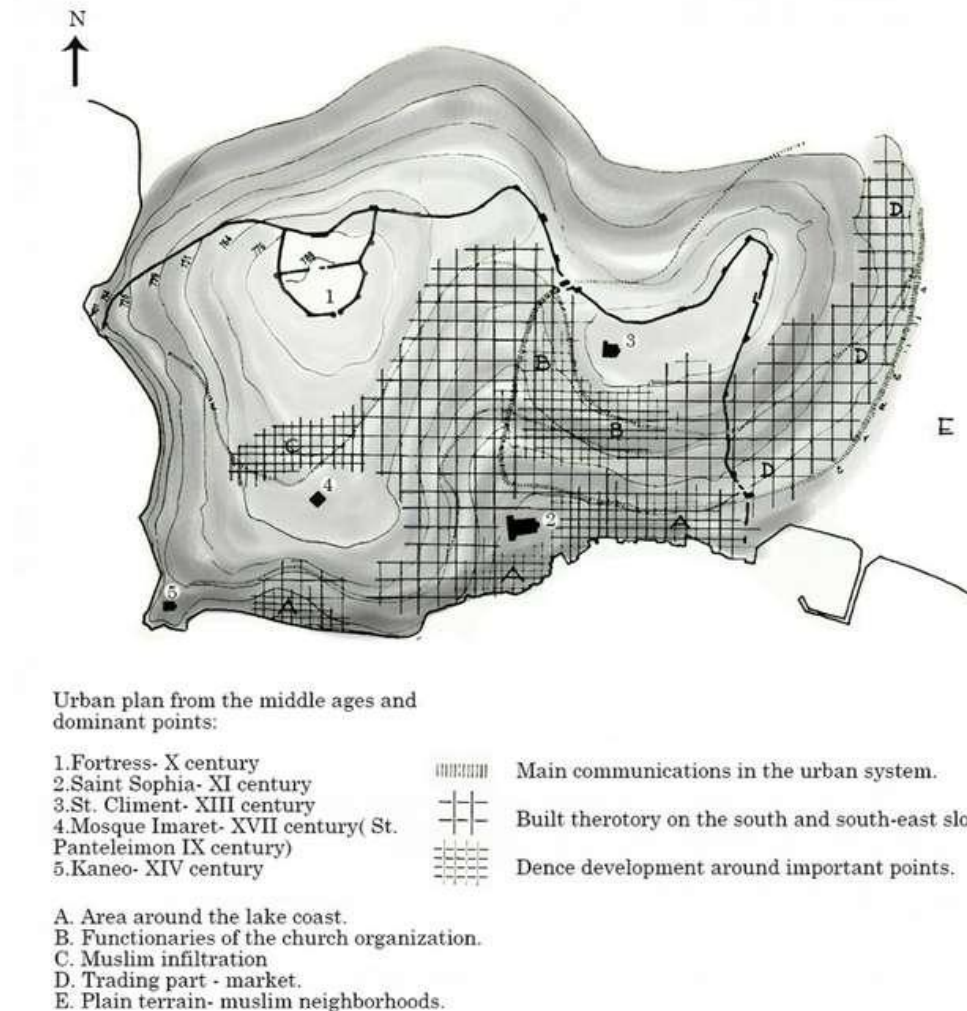 N
764
771
776
788
1
3
D
B
D
B
E
C
4
D
2
A
A
5
A
Urban plan from the middle ages and
dominant points:
1.Fortress- X century
2.Saint Sophia- XI century
3.St. Climent- XIII century
4.Mosque Imaret- XVII century( St.
Panteleimon IX century)
5.Kaneo- XIV century
Main communications in the urban system.
Built therotory on the south and south-east slo
Dence development around important points.
A. Area around the lake coast.
B. Functionaries of the church organization.
C. Muslim infiltration
D. Trading part - market.
E. Plain terrain- muslim neighborhoods.